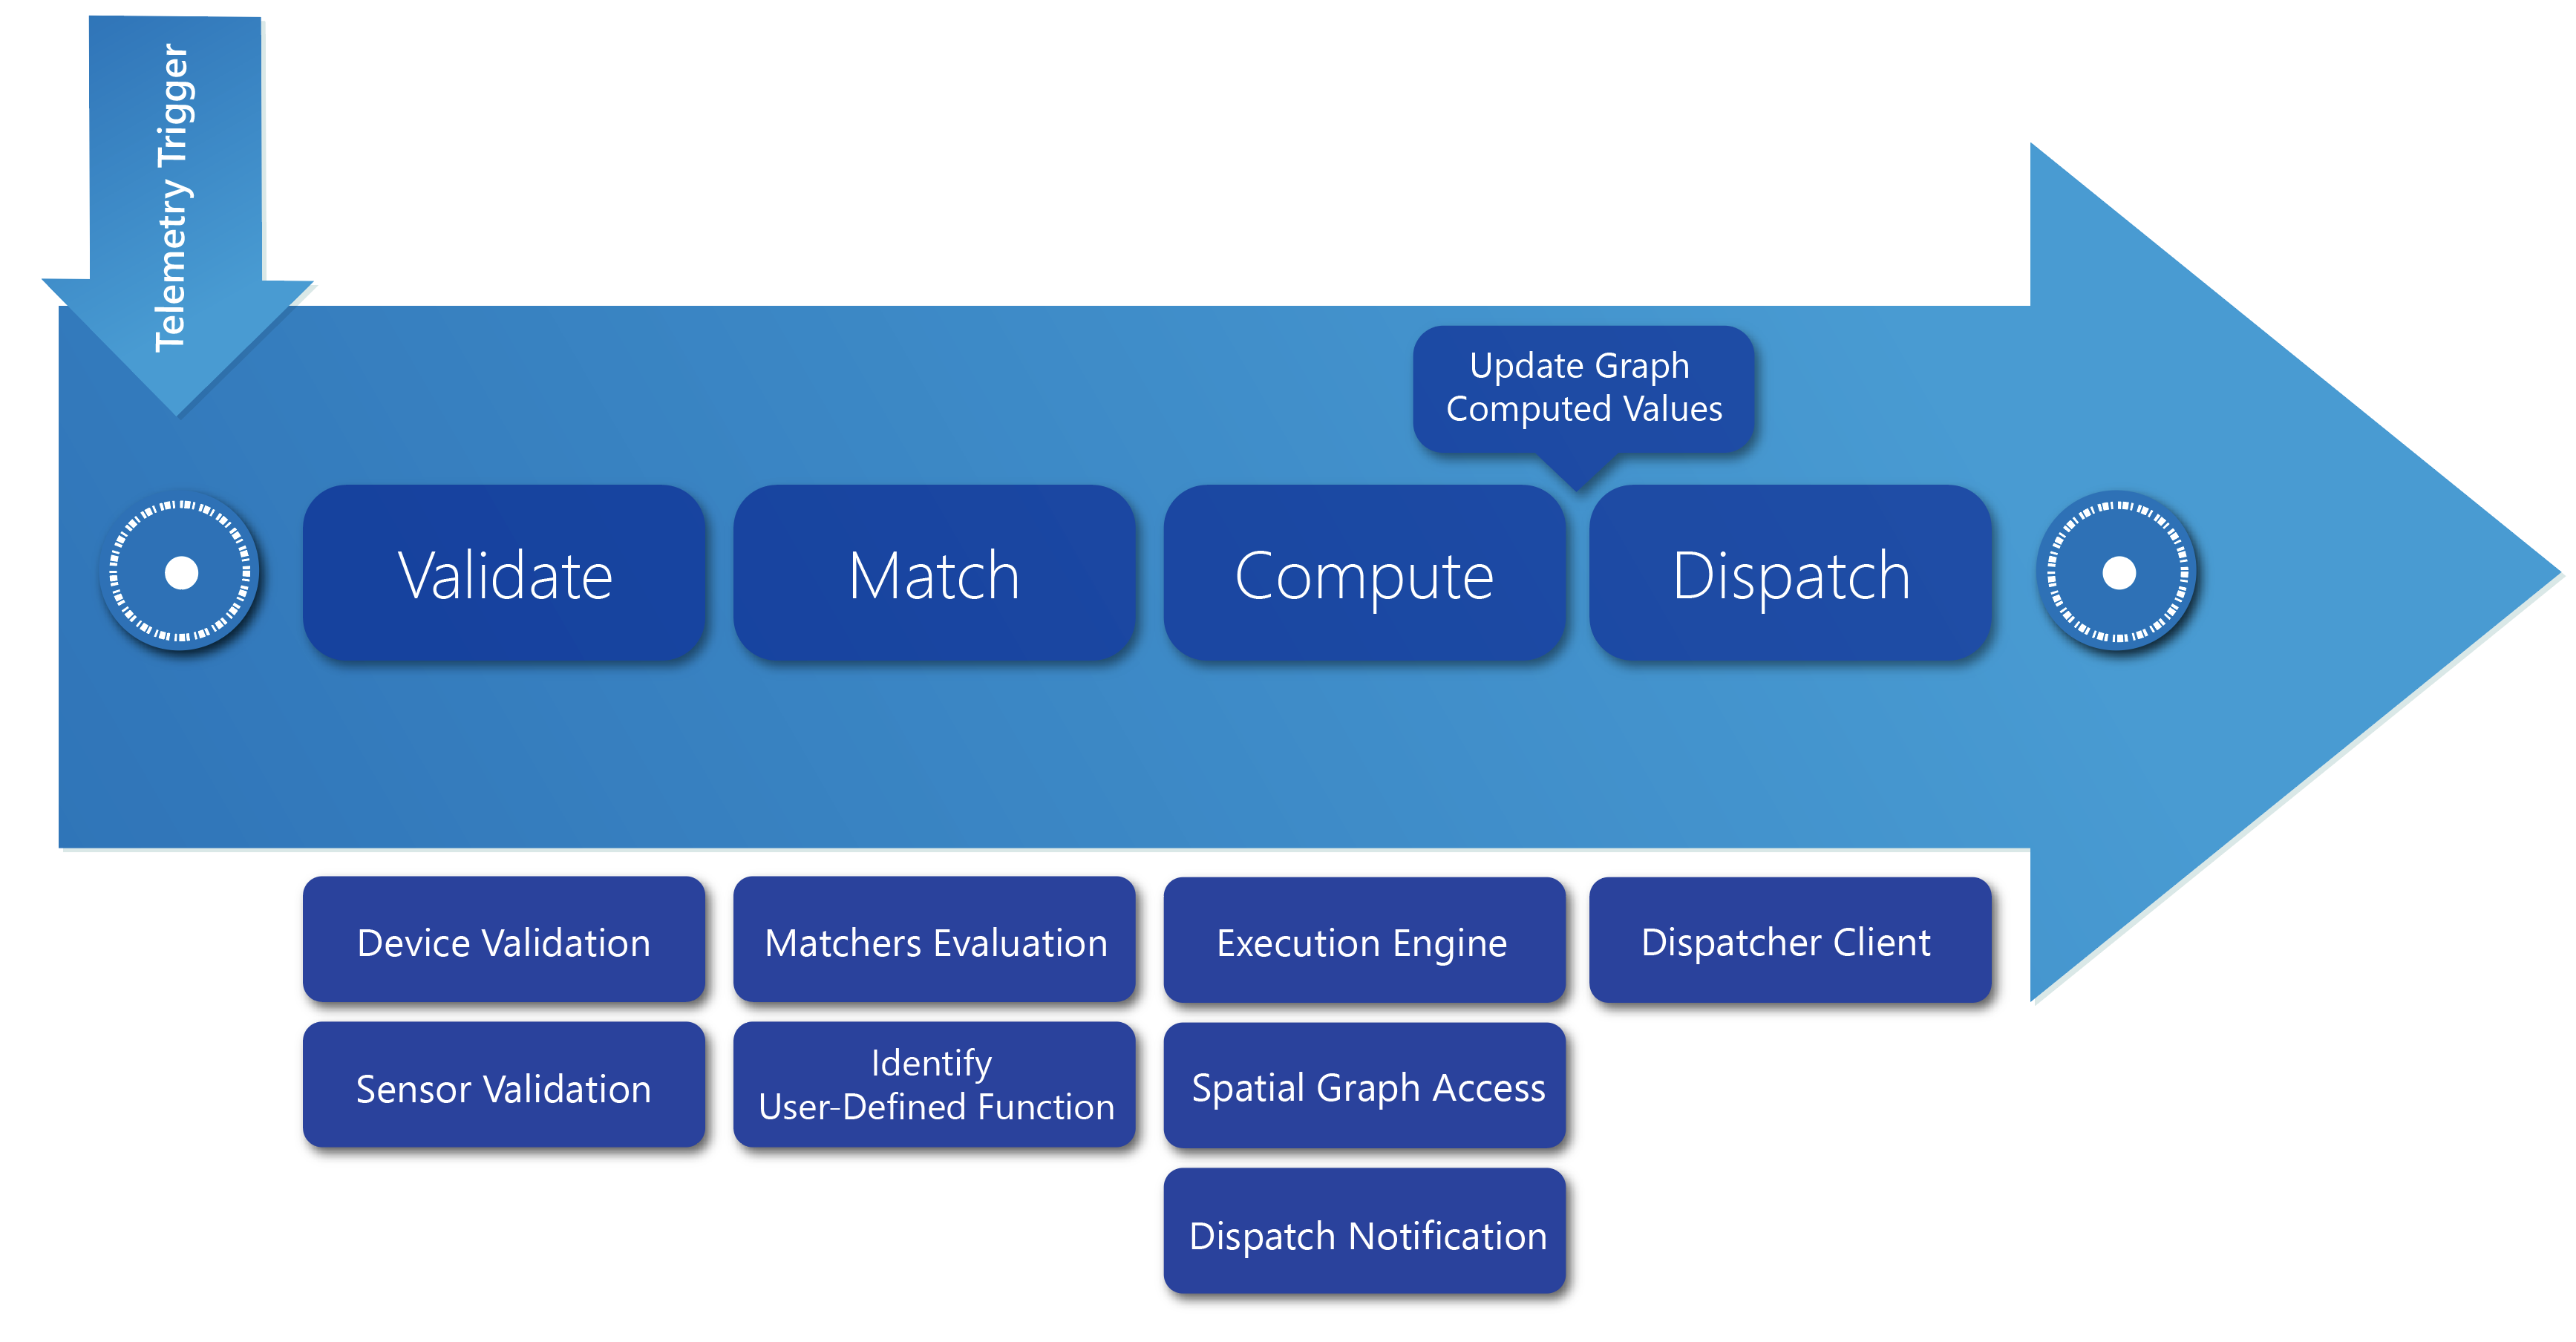 Telemetry Trigger
Update Graph
Computed Values
Validate
Match
Compute
Dispatch
Device Validation
Matchers Evaluation
Execution Engine
Dispatcher Client
Sensor Validation
Identify
User-Defined Function
Spatial Graph Access
Dispatch Notification